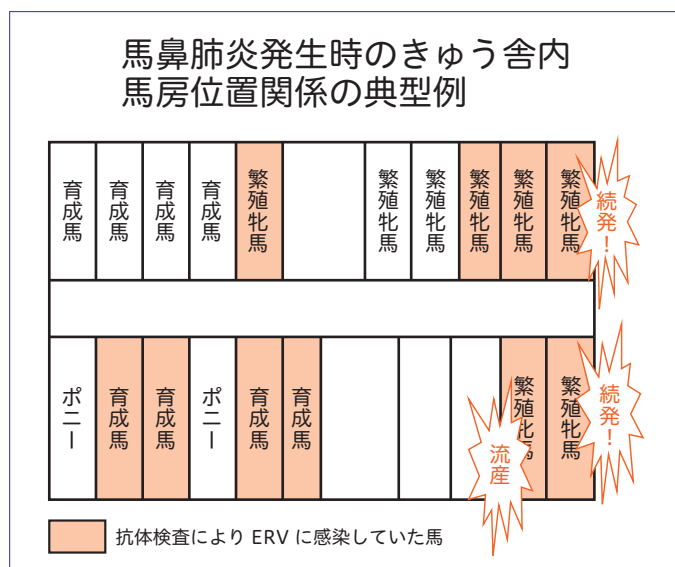 馬鼻肺炎発生時のきゅう舎内
馬房位置関係の典型例
育成馬
育成馬
育成馬
育成馬
繁殖牝馬
繁殖牝馬
繁殖牝馬
繁殖牝馬
繁殖牝馬
繁殖牝馬
続発!
ポニー
育成馬
育成馬
ポニー
育成馬
育成馬
繁殖牝馬
流産
繁殖牝馬
続発!
抗体検査により ERV に感染していた馬